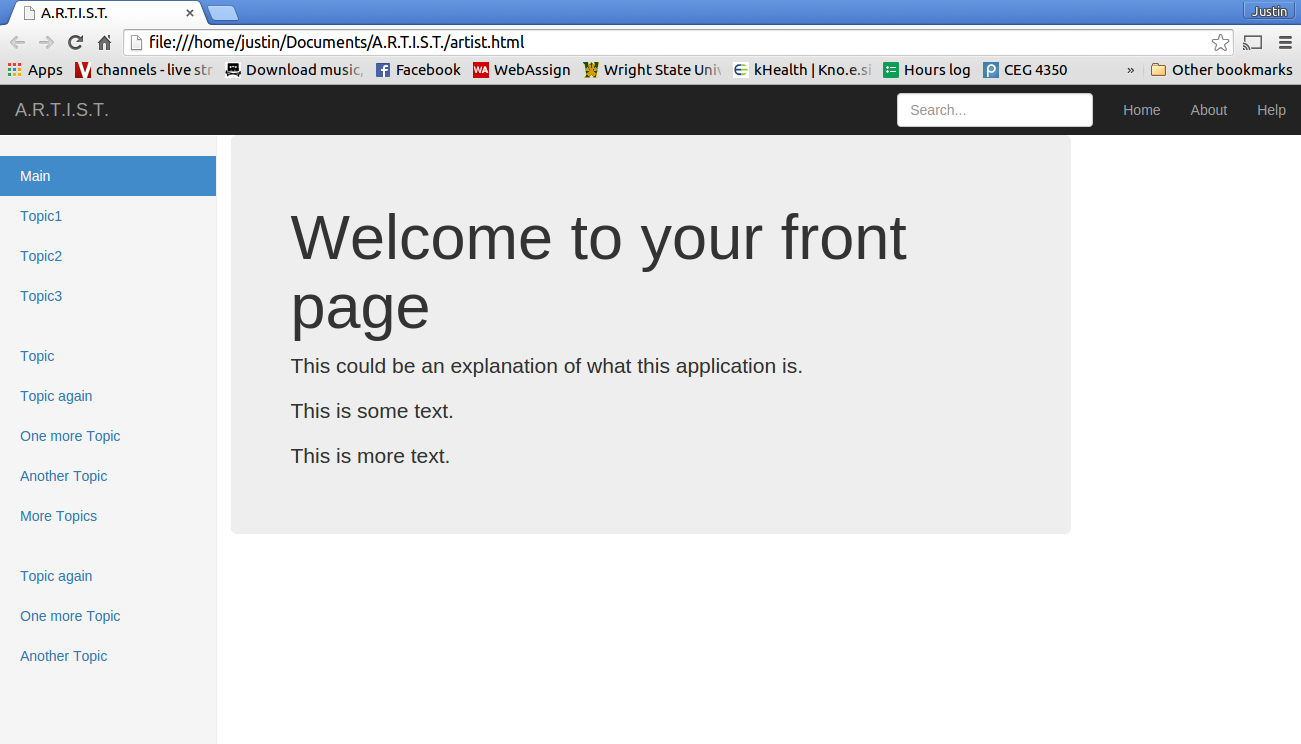 A.R.T.I.S.T.
Justin
file:///home/justin/Documents/A.R.T.I.S.T./artist.html
Apps channels - live str Download music, Facebook WebAssign Wright State Univ kHealth | Kno.e.si Hours log CEG 4350 » Other bookmarks
A.R.T.I.S.T. Search... Home About Help
Main
Topic1
Topic2
Topic3
Topic
Topic again
One more Topic
Another Topic
More Topics
Topic again
One more Topic
Another Topic
Welcome to your front
page
This could be an explanation of what this application is.
This is some text.
This is more text.